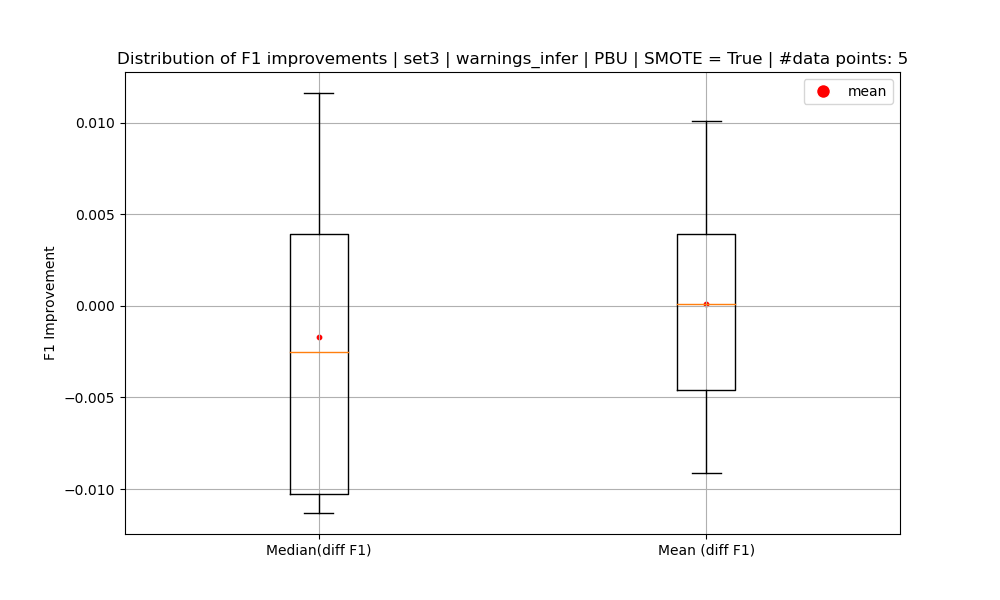 Distribution of F1 improvements | set3 | warnings_infer | PBU | SMOTE = True | #data points: 5
mean
0.010
0.005
0.000
−0.005
−0.010
F1 Improvement
Median(diff F1)
Mean (diff F1)